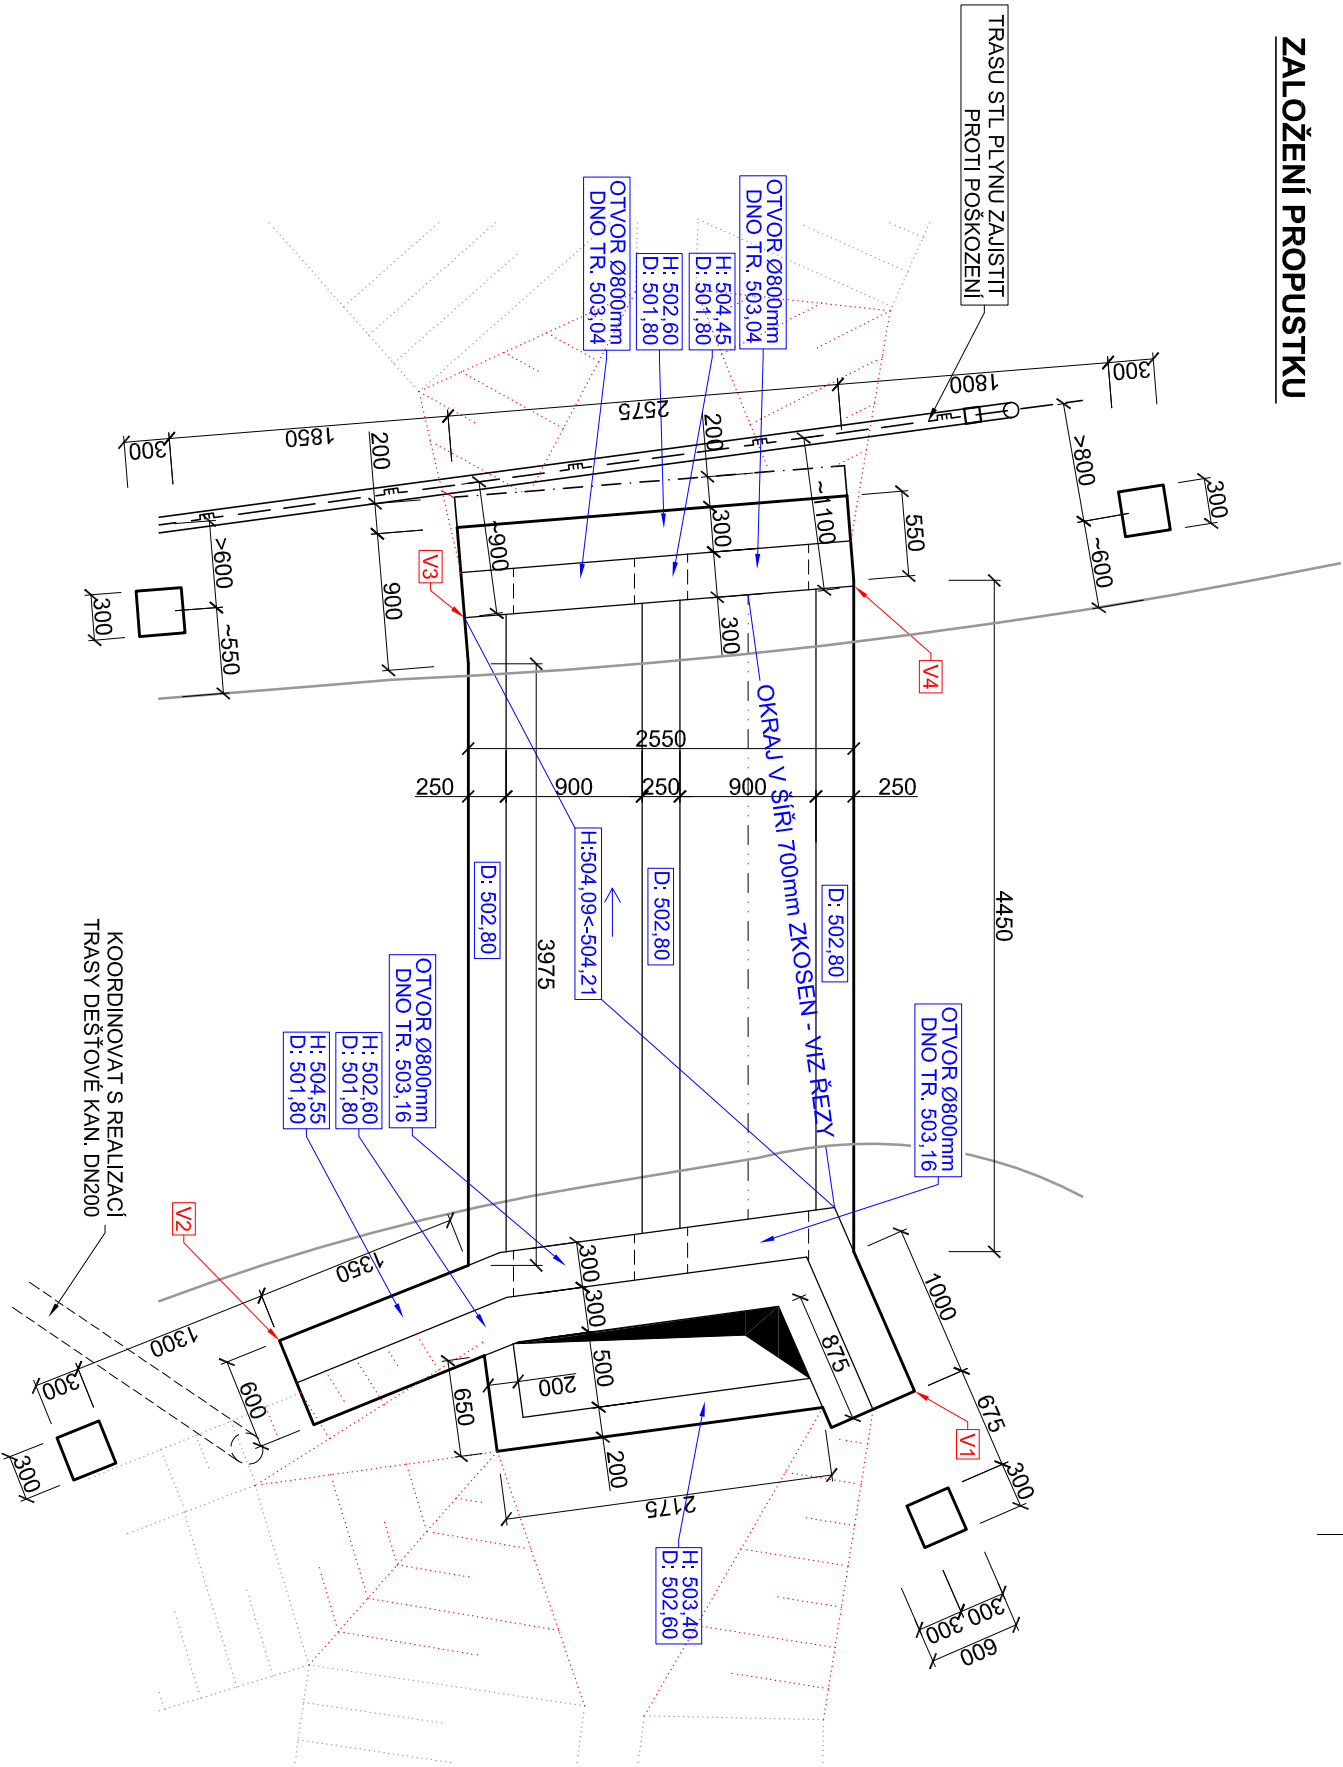 ZALOŽENÍ PROPUSTKU
TRASU STL PLYNU ZAJISTIT
PROTI POŠKOZENÍ
OTVOR Ø800mm
DNO TR. 503,04
H: 504,45
D: 501,80
H: 502,60
D: 501,80
OTVOR Ø800mm
DNO TR. 503,04
300
1800
2575
1850
300
200
200
>800
~600
300
550
~1100
300
300
~900
900
>600
~550
300
V3
V4
4450
2550
250
900
250
900
250
OKRAJ V ŠÍŘI 700mm ZKOSEN - VIZ ŘEZY
D: 502,80
D: 502,80
D: 502,80
H:504,09<-504,21
3975
OTVOR Ø800mm
DNO TR. 503,16
OTVOR Ø800mm
DNO TR. 503,16
H: 502,60
D: 501,80
H: 504,55
D: 501,80
KOORDINOVAT S REALIZACÍ
TRASY DEŠŤOVÉ KAN. DN200
V2
V1
1350
1300
300
300
600
650
300
300
500
200
200
875
1000
675
300
2175
H: 503,40
D: 502,60
300
300
600